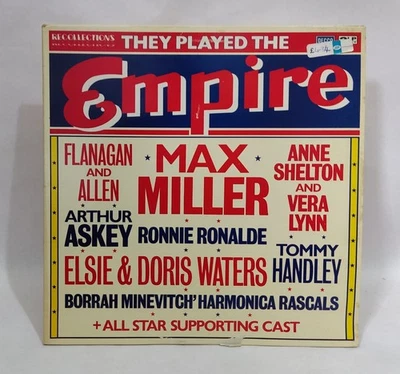 RECOLLECTIONS
THEY PLAYED THE
DECCA
Empire
FLANAGAN
AND
ALLEN
MAX
MILLER
ANNE
SHELTON
AND
VERA
LYNN
ARTHUR
ASKEY
RONNIE RONALDE
TOMMY
HANDLEY
ELSIE & DORIS WATERS
BORRAH MINEVITCH' HARMONICA RASCALS
+ ALL STAR SUPPORTING CAST